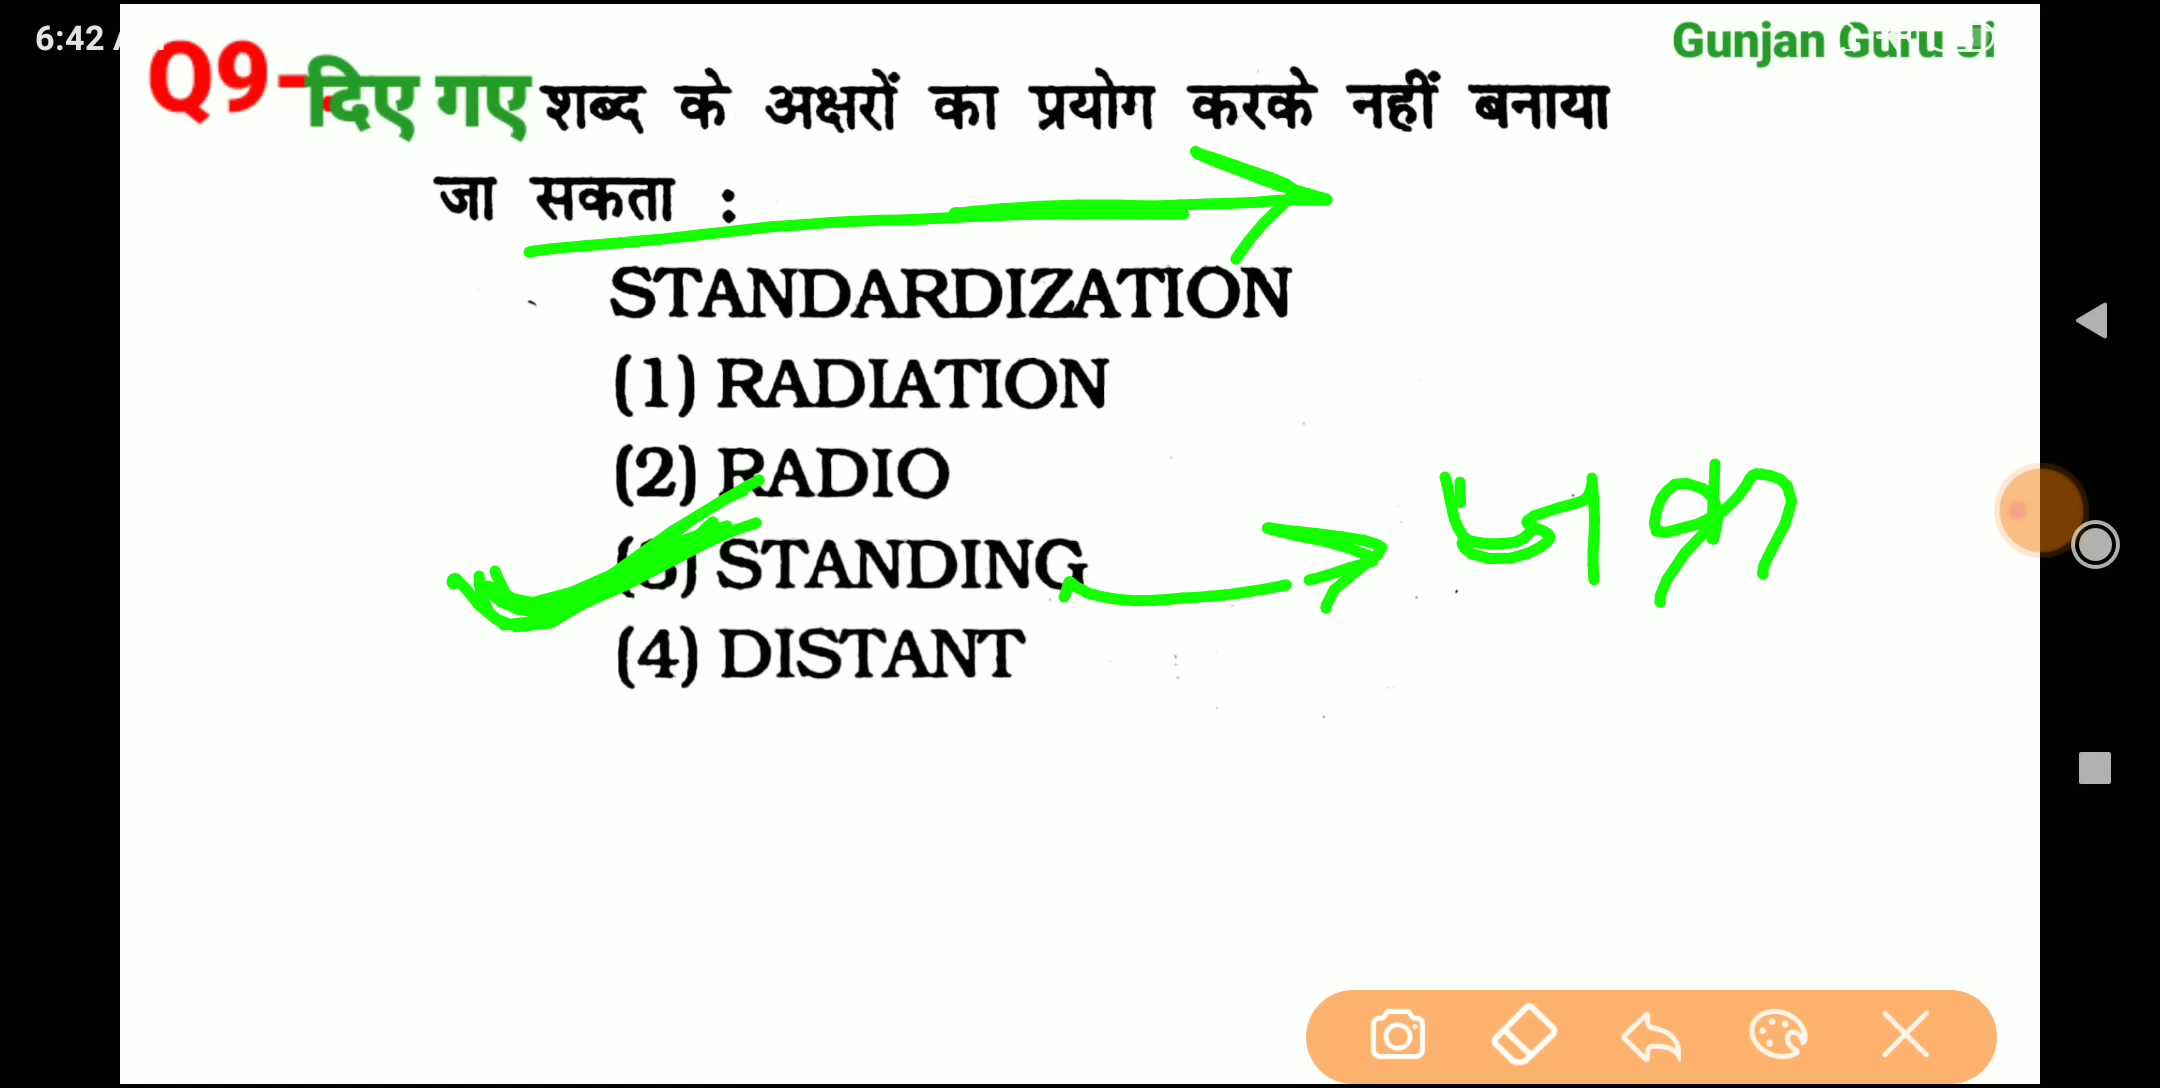 6:42
Gunjan Guru Ji
Q9- दिए गए शब्द के अक्षरों का प्रयोग करके नहीं बनाया
जा सकता :
STANDARDIZATION
(1) RADIATION
(2) RADIO
(3) STANDING
(4) DISTANT